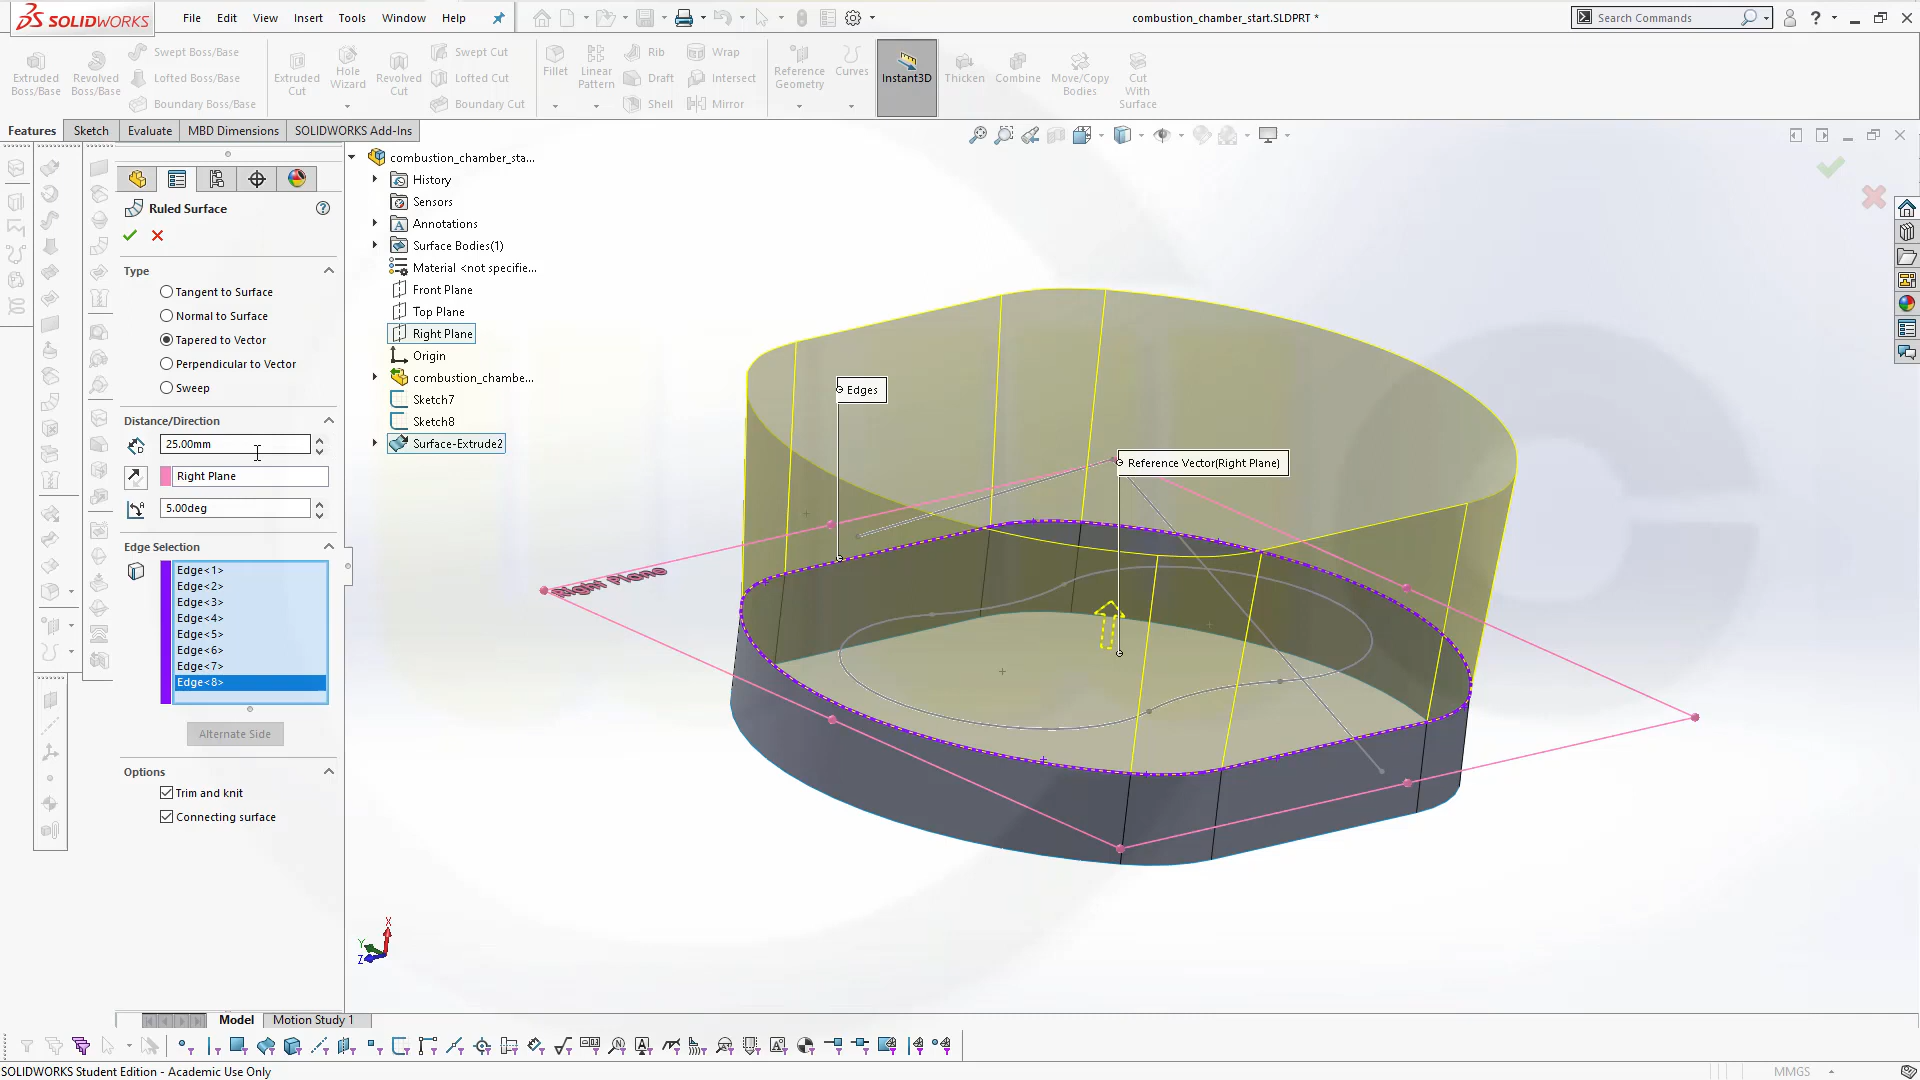 SOLIDWORKS
File Edit View Insert Tools Window Help
combustion_chamber_start.SLDPRT *
Search Commands
Extruded Boss/Base
Revolved Boss/Base
Swept Boss/Base
Lofted Boss/Base
Boundary Boss/Base
Extruded Cut
Hole Wizard
Revolved Cut
Swept Cut
Lofted Cut
Boundary Cut
Fillet
Linear Pattern
Rib
Draft
Shell
Wrap
Intersect
Mirror
Reference Geometry
Curves
Instant3D
Thicken
Combine
Move/Copy Bodies
Cut With Surface
Features Sketch Evaluate MBD Dimensions SOLIDWORKS Add-Ins
Ruled Surface
Type
Tangent to Surface
Normal to Surface
Tapered to Vector
Perpendicular to Vector
Sweep
Distance/Direction
25.00mm
Right Plane
5.00deg
Edge Selection
Edge<1>
Edge<2>
Edge<3>
Edge<4>
Edge<5>
Edge<6>
Edge<7>
Edge<8>
Alternate Side
Options
Trim and knit
Connecting surface
combustion_chamber_sta...
History
Sensors
Annotations
Surface Bodies(1)
Material <not specifie...
Front Plane
Top Plane
Right Plane
Origin
combustion_chambe...
Sketch7
Sketch8
Surface-Extrude2
Edges
Reference Vector(Right Plane)
Right Plane
X
Y
Z
Model Motion Study 1
SOLIDWORKS Student Edition - Academic Use Only
MMGS